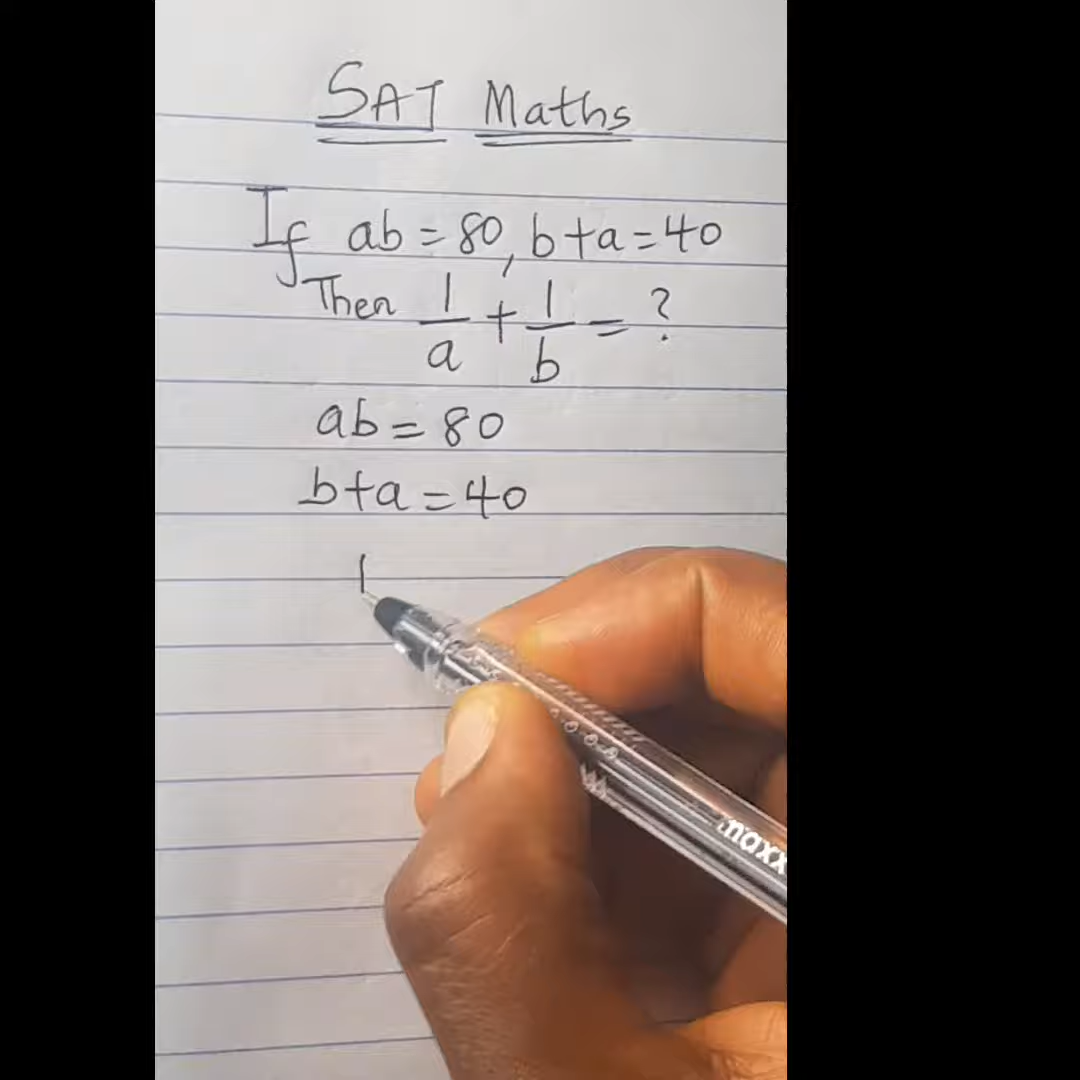 SAT Maths
If ab = 80, b+a = 40
Then 1/a + 1/b = ?
ab = 80
b+a = 40
1
maxx